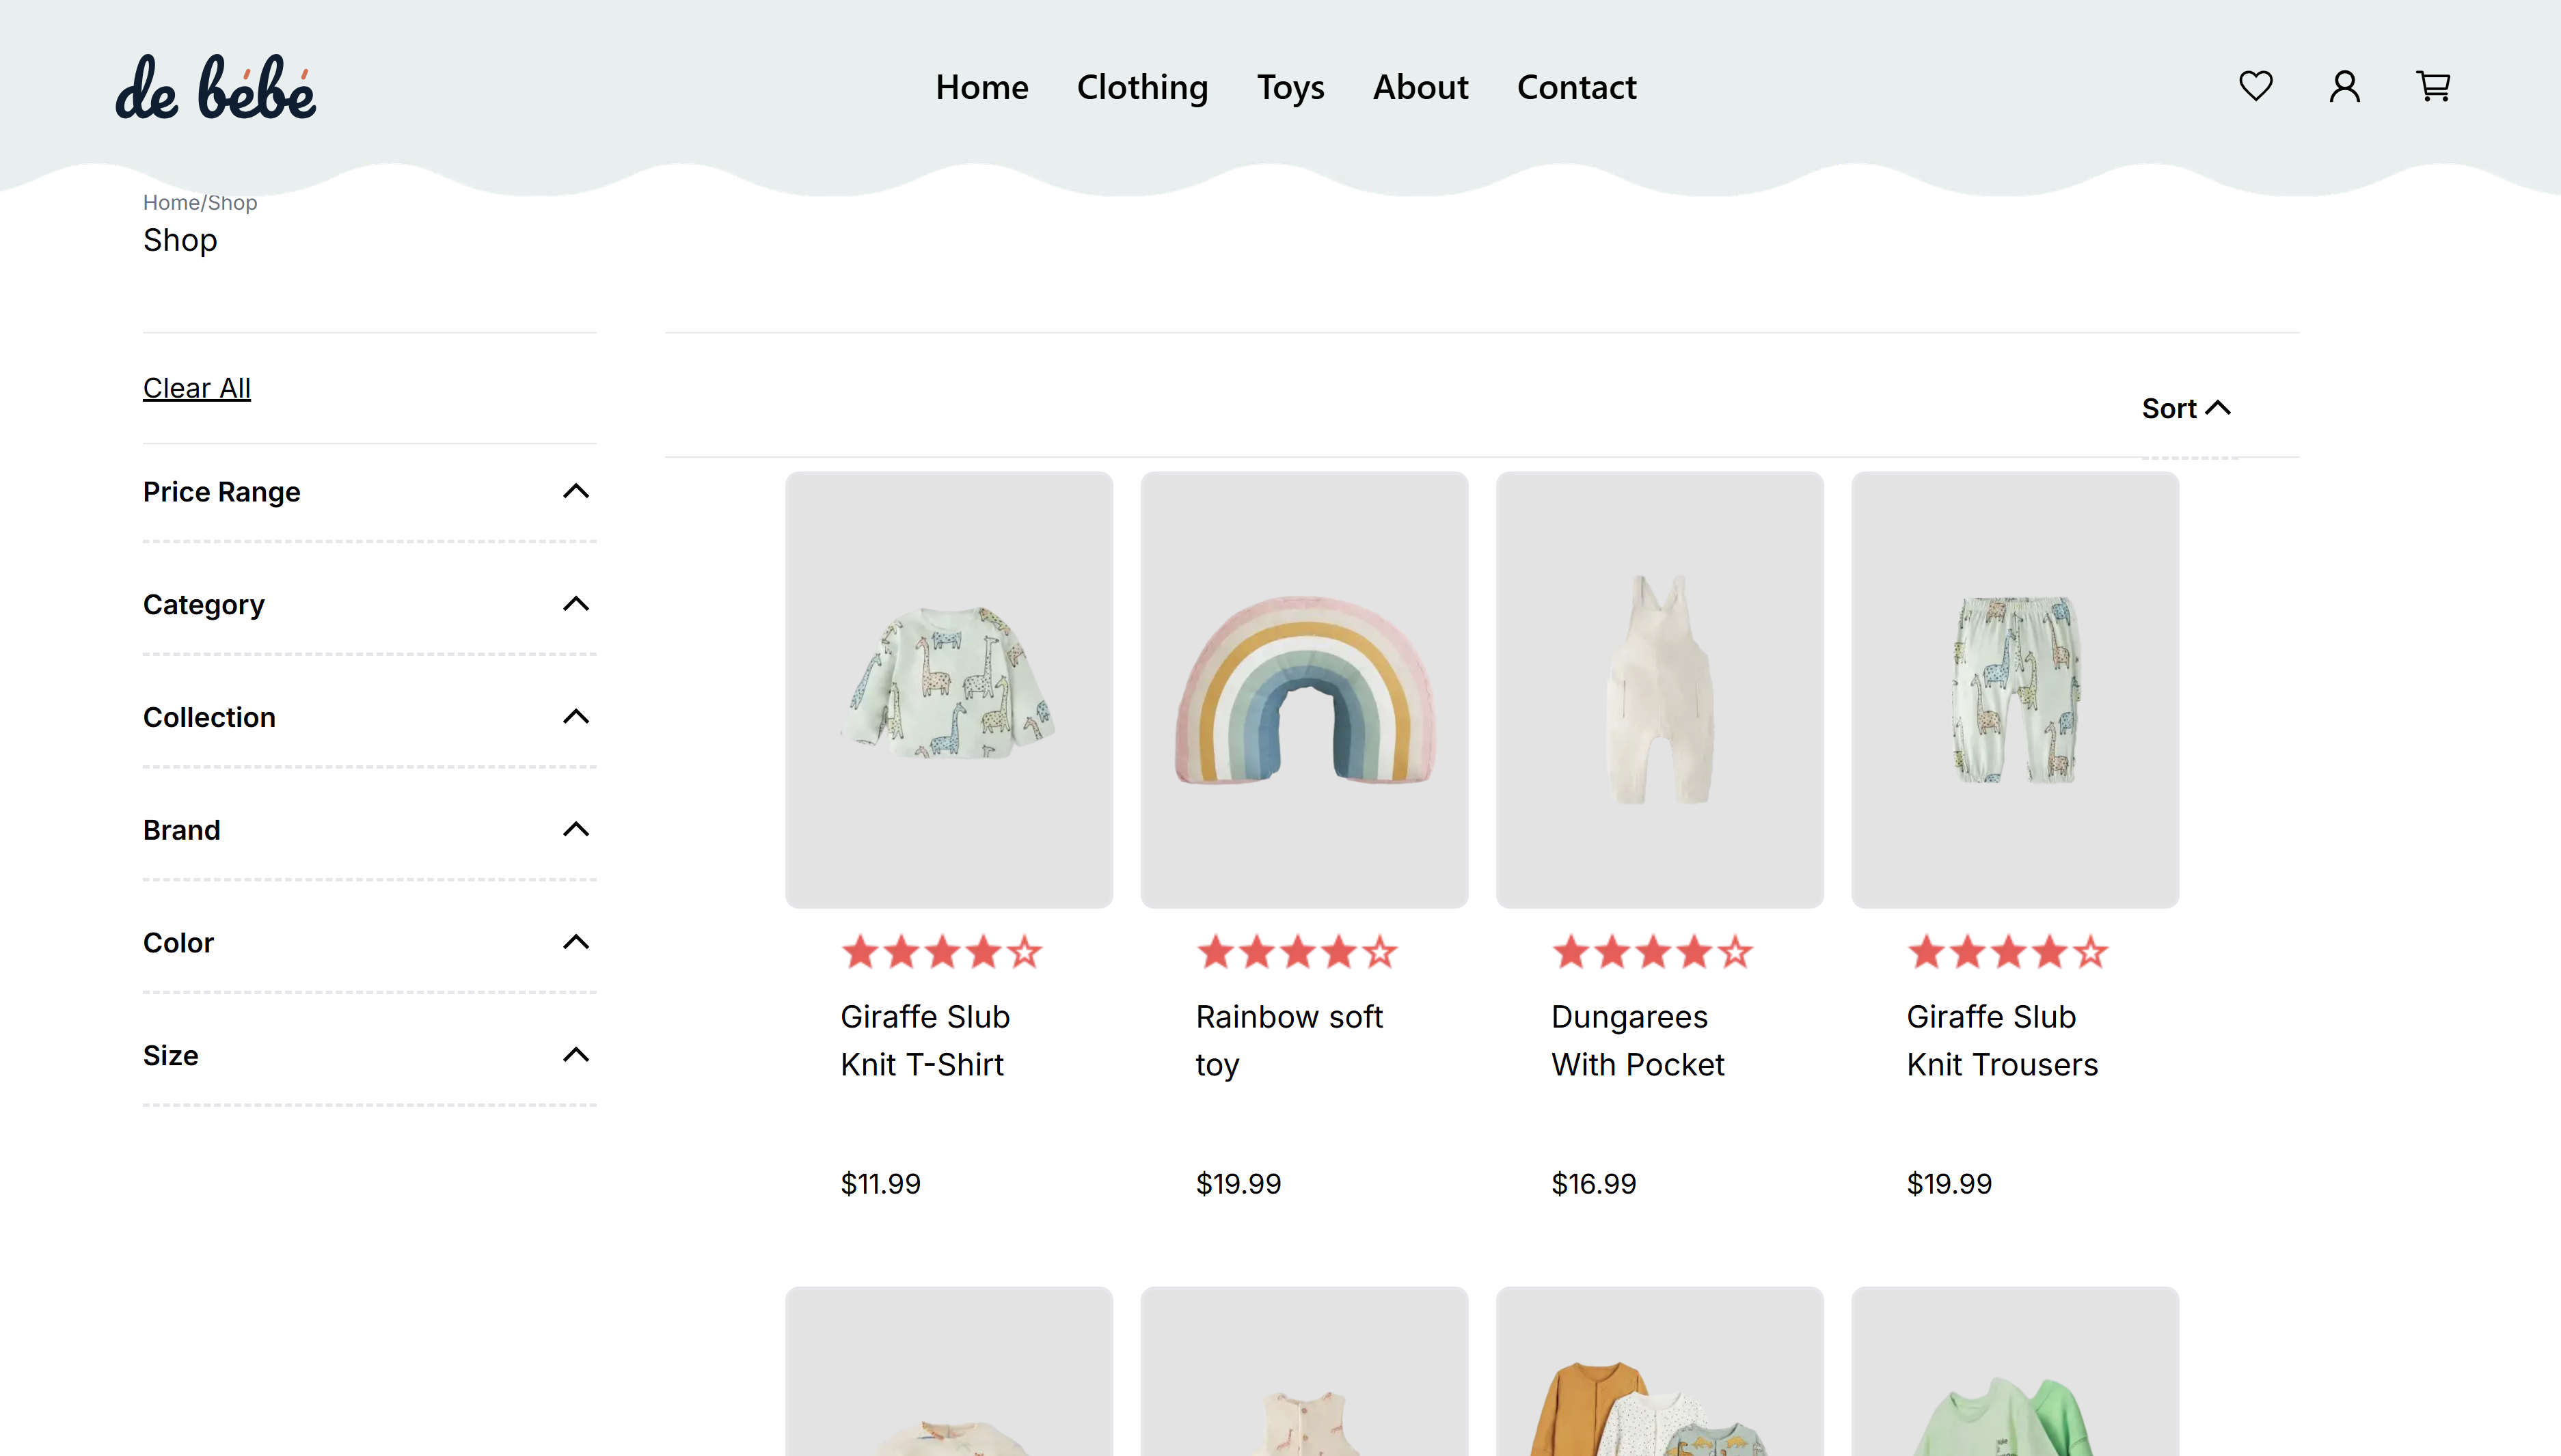 de bébé
Home Clothing Toys About Contact
Home/Shop
Shop
Clear All
Sort
Price Range
Category
Collection
Brand
Color
Size
Giraffe Slub
Knit T-Shirt
$11.99
Rainbow soft
toy
$19.99
Dungarees
With Pocket
$16.99
Giraffe Slub
Knit Trousers
$19.99